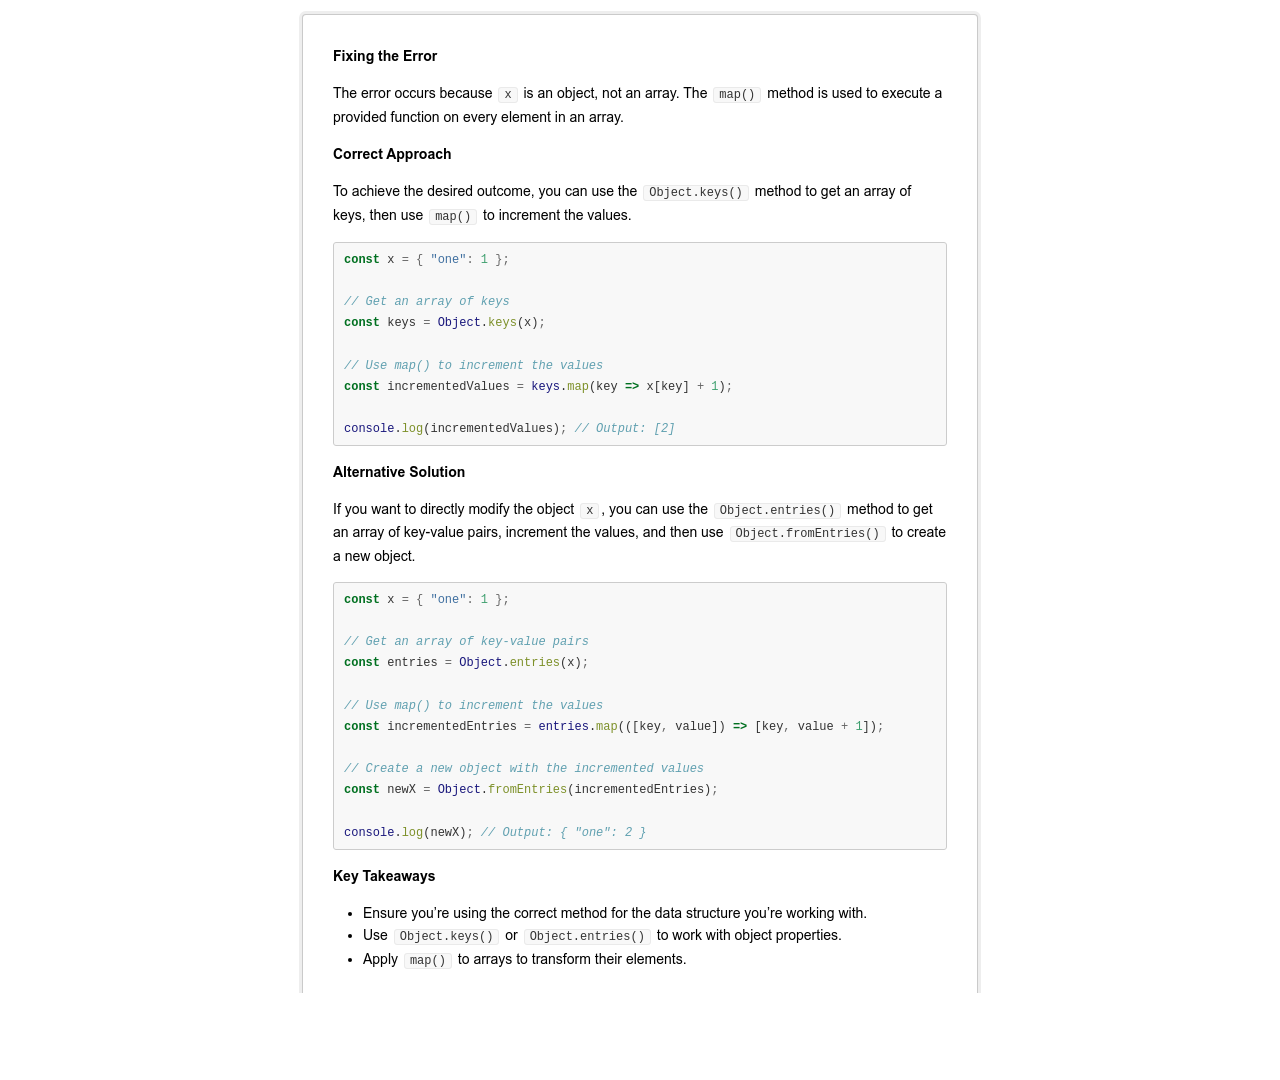 Fixing the Error
The error occurs because x is an object, not an array. The map() method is used to execute a
provided function on every element in an array.
Correct Approach
To achieve the desired outcome, you can use the Object.keys() method to get an array of
keys, then use map() to increment the values.
const x = { "one": 1 };
// Get an array of keys
const keys = Object.keys(x);
// Use map() to increment the values
const incrementedValues = keys.map(key => x[key] + 1);
console.log(incrementedValues); // Output: [2]
Alternative Solution
If you want to directly modify the object x, you can use the Object.entries() method to get
an array of key-value pairs, increment the values, and then use Object.fromEntries() to create
a new object.
const x = { "one": 1 };
// Get an array of key-value pairs
const entries = Object.entries(x);
// Use map() to increment the values
const incrementedEntries = entries.map(([key, value]) => [key, value + 1]);
// Create a new object with the incremented values
const newX = Object.fromEntries(incrementedEntries);
console.log(newX); // Output: { "one": 2 }
Key Takeaways
• Ensure you’re using the correct method for the data structure you’re working with.
• Use Object.keys() or Object.entries() to work with object properties.
• Apply map() to arrays to transform their elements.